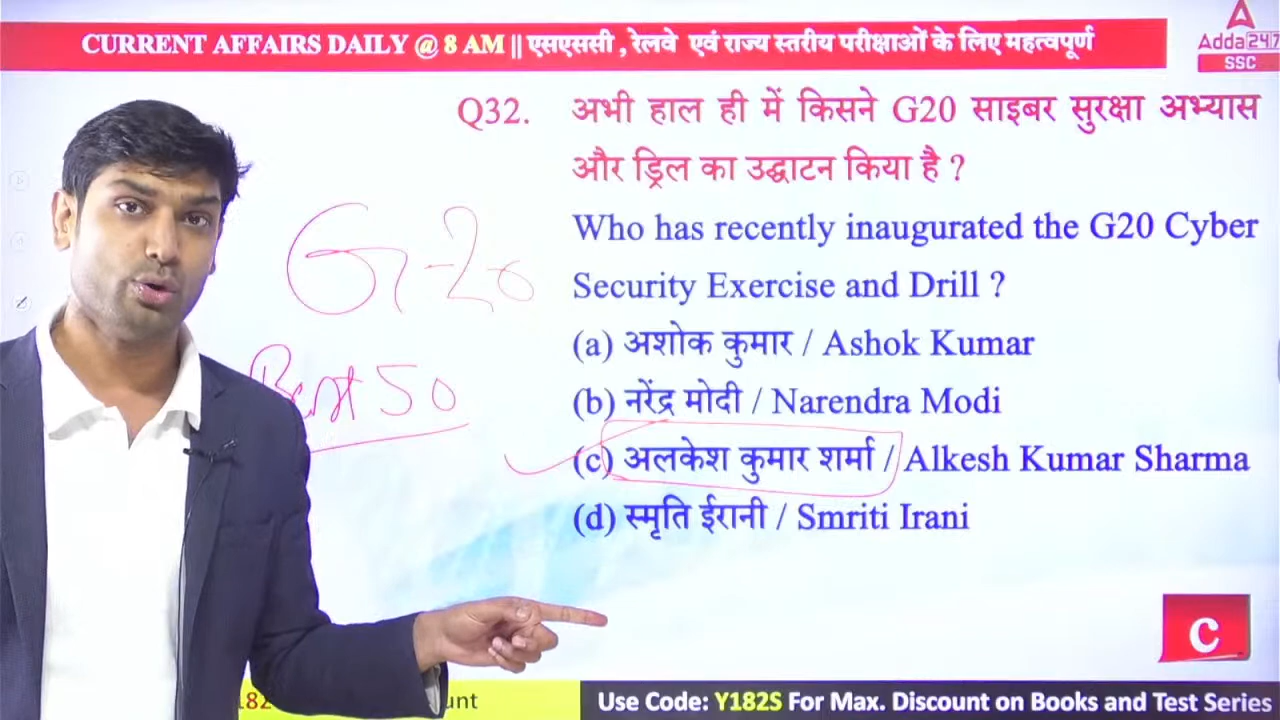 CURRENT AFFAIRS DAILY @ 8 AM || एसएससी , रेलवे एवं राज्य स्तरीय परीक्षाओं के लिए महत्वपूर्ण
Adda247
SSC
Q32. अभी हाल ही में किसने G20 साइबर सुरक्षा अभ्यास
और ड्रिल का उद्घाटन किया है ?
Who has recently inaugurated the G20 Cyber
Security Exercise and Drill ?
(a) अशोक कुमार / Ashok Kumar
(b) नरेंद्र मोदी / Narendra Modi
(c) अलकेश कुमार शर्मा / Alkesh Kumar Sharma
(d) स्मृति ईरानी / Smriti Irani
G-20
50
C
Use Code: Y182S For Max. Discount on Books and Test Series